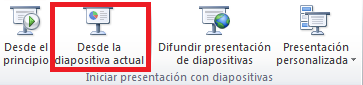 Desde el
principio
Desde la
diapositiva actual
Difundir presentación
de diapositivas
Presentación
personalizada
Iniciar presentación con diapositivas